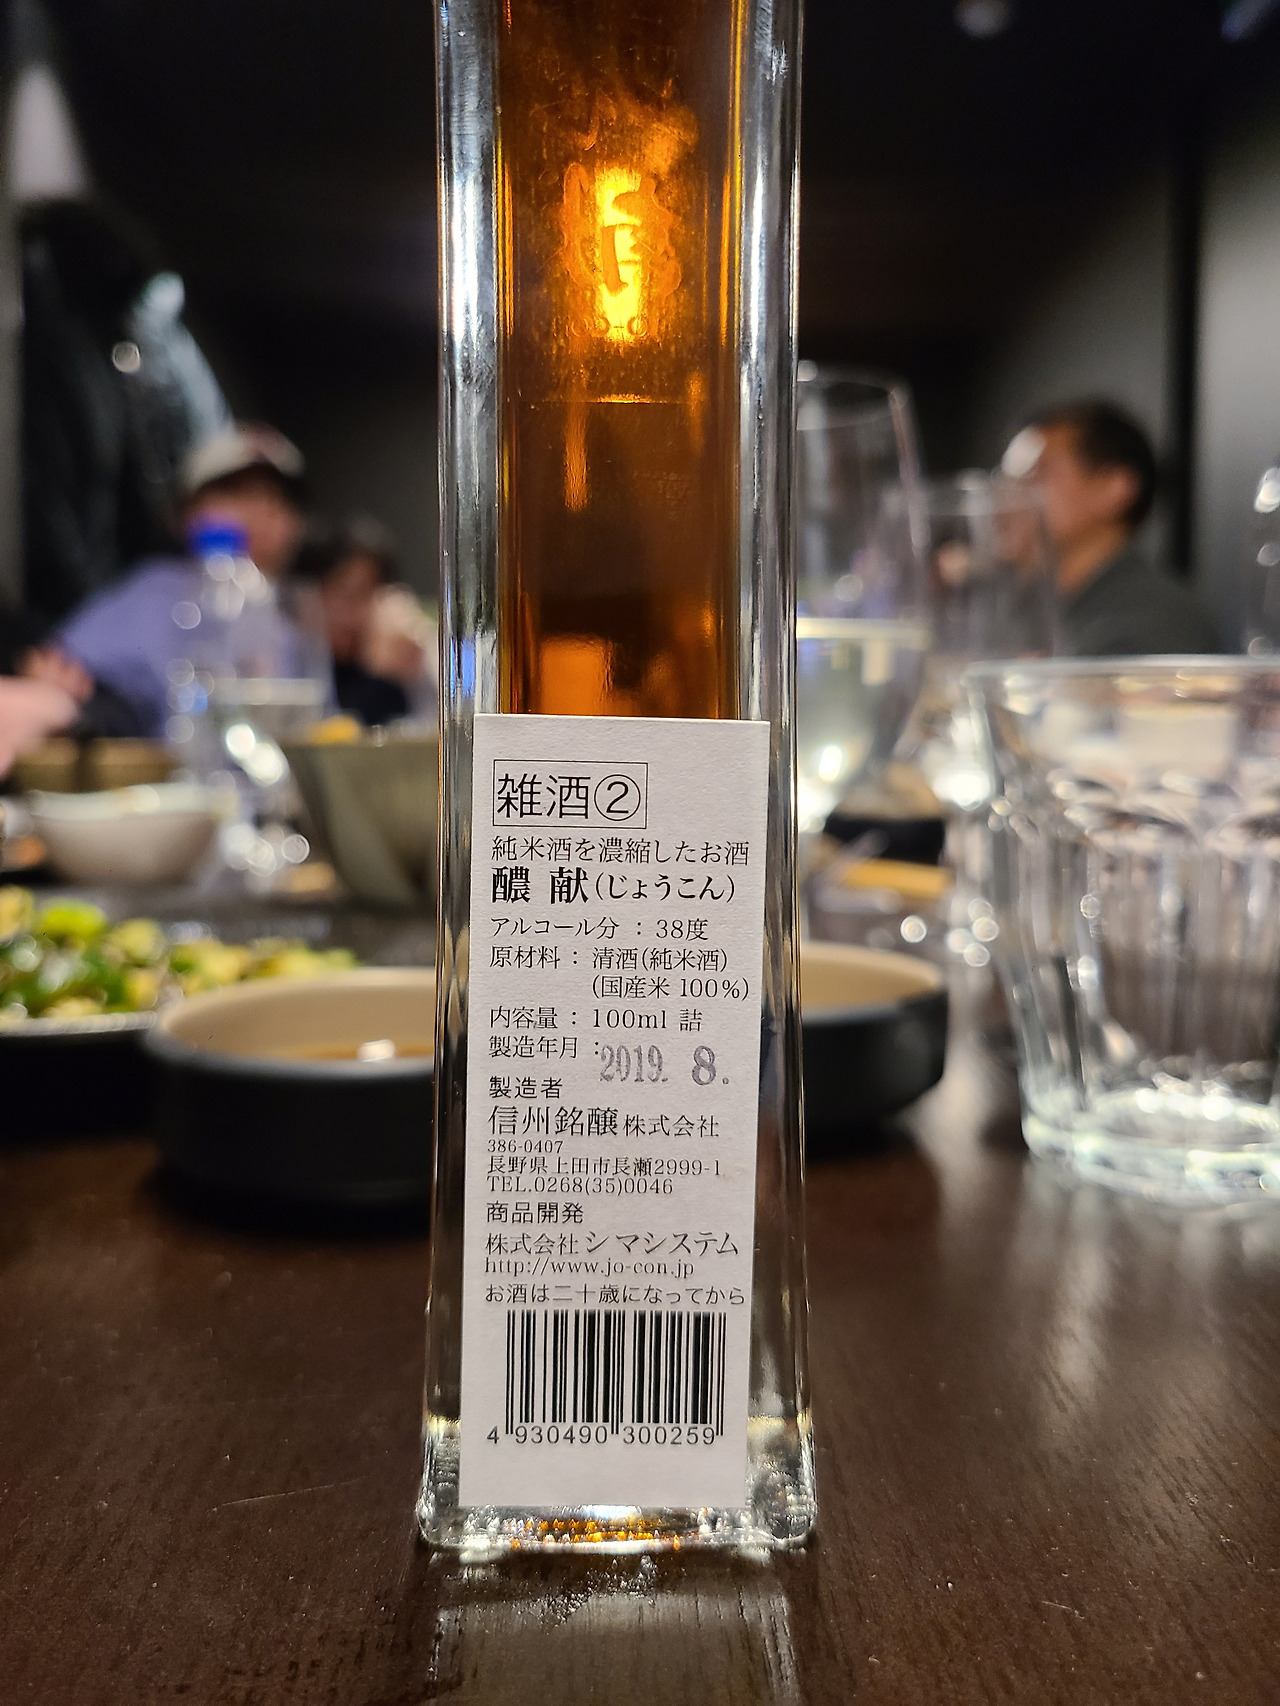 雑酒②
純米酒を濃縮したお酒
醲献(じょうこん)
アルコール分 : 38度
原材料 : 清酒(純米酒)
(国産米 100%)
内容量 : 100ml 詰
製造年月 : 2019. 8.
製造者
信州銘醸株式会社
386-0407
長野県上田市長瀬2999-1
TEL.0268(35)0046
商品開発
株式会社シマシステム
http://www.jo-con.jp
お酒は二十歳になってから
4 930490 300259